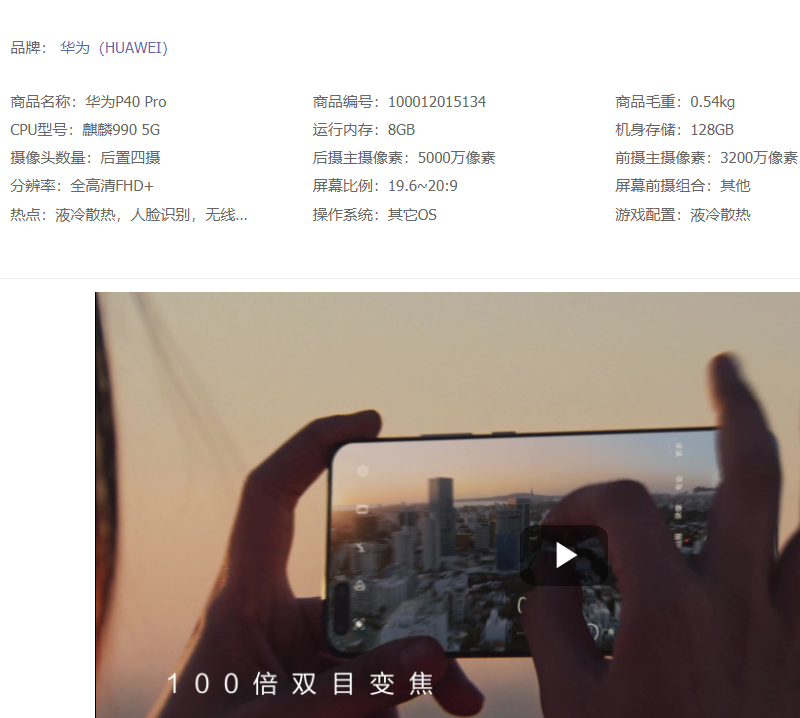 品牌： 华为（HUAWEI）
商品名称：华为P40 Pro 商品编号：100012015134 商品毛重：0.54kg
CPU型号：麒麟990 5G 运行内存：8GB 机身存储：128GB
摄像头数量：后置四摄 后摄主摄像素：5000万像素 前摄主摄像素：3200万像素
分辨率：全高清FHD+ 屏幕比例：19.6~20:9 屏幕前摄组合：其他
热点：液冷散热，人脸识别，无线... 操作系统：其它OS 游戏配置：液冷散热
100倍双目变焦